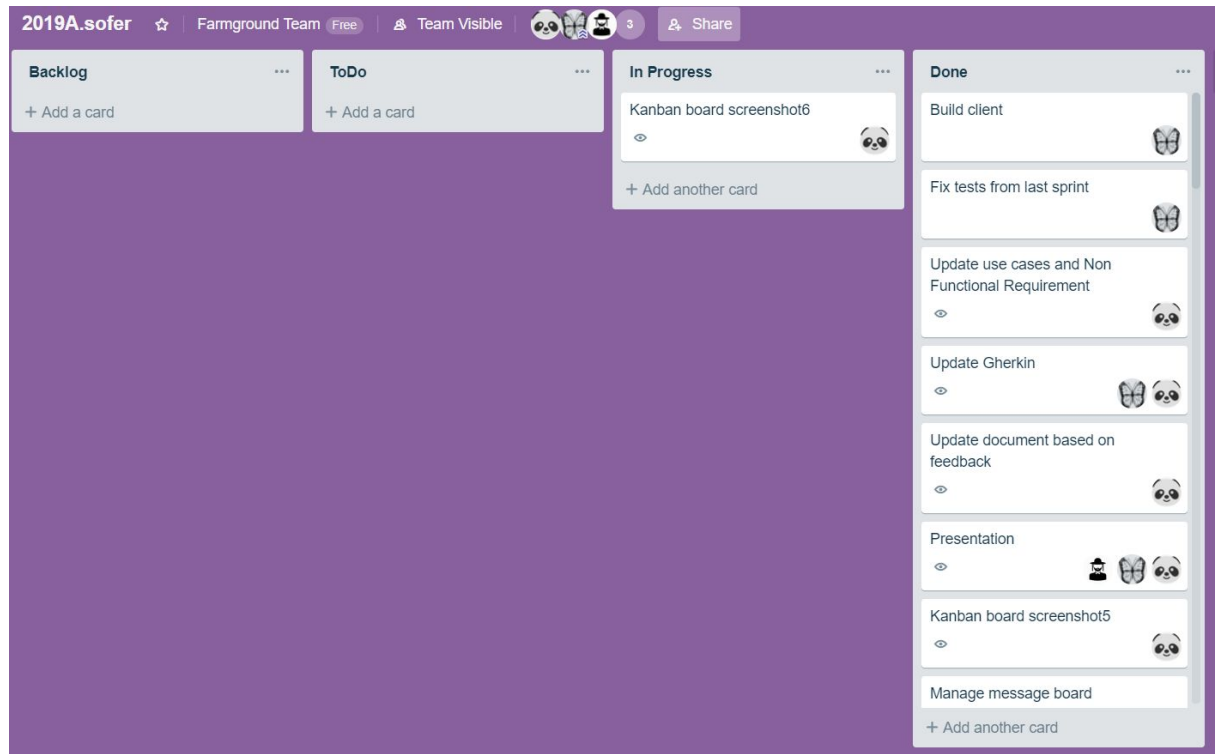 2019A.sofer Farmground Team Free Team Visible 3 Share
Backlog
+ Add a card
ToDo
+ Add a card
In Progress
Kanban board screenshot6
+ Add another card
Done
Build client
Fix tests from last sprint
Update use cases and Non
Functional Requirement
Update Gherkin
Update document based on
feedback
Presentation
Kanban board screenshot5
Manage message board
+ Add another card